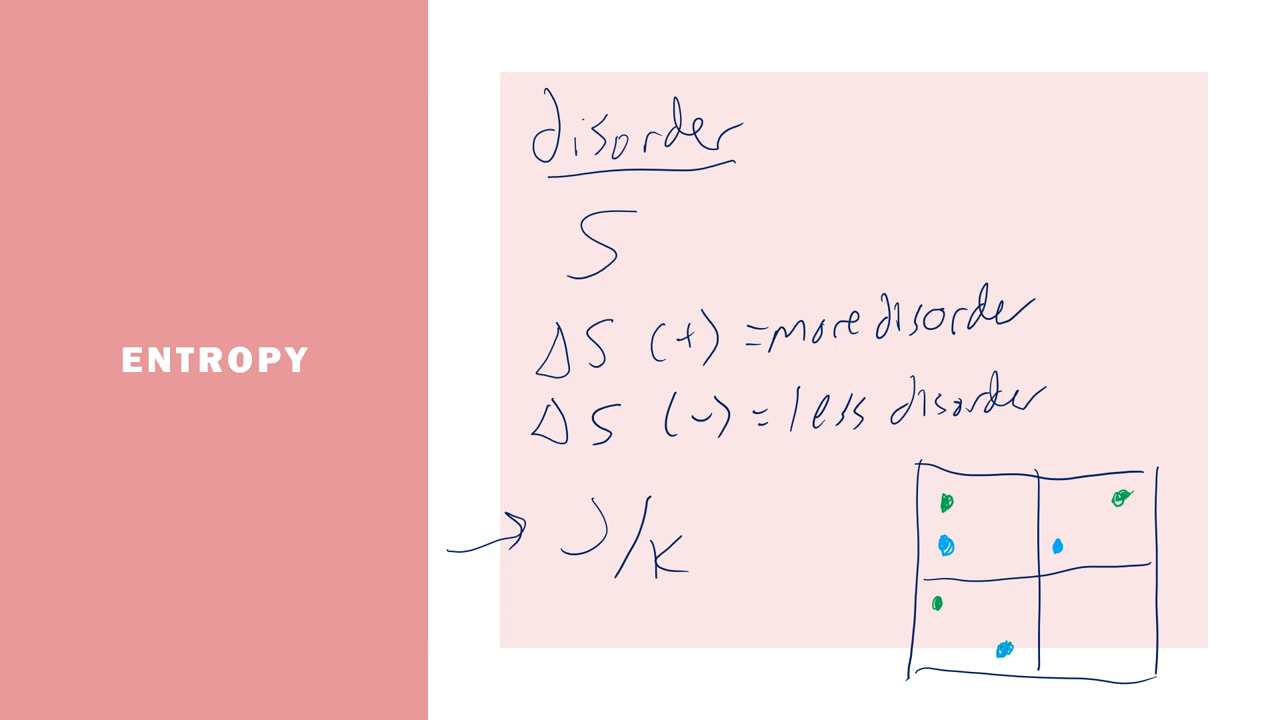 ENTROPY
disorder
S
ΔS (+) = more disorder
ΔS (-) = less disorder
→ J/K